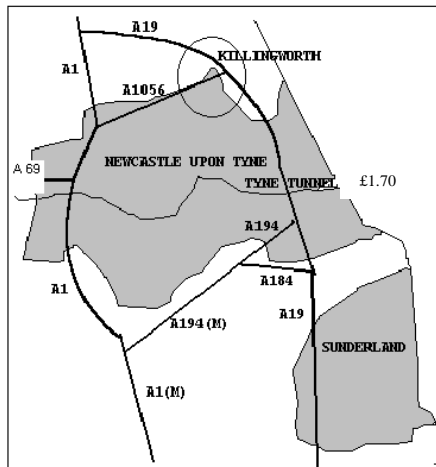 A19
KILLINGWORTH
A1
A1056
NEWCASTLE UPON TYNE
A 69
TYNE TUNNEL £1.70
A194
A1
A184
A19
A194(M)
SUNDERLAND
A1(M)